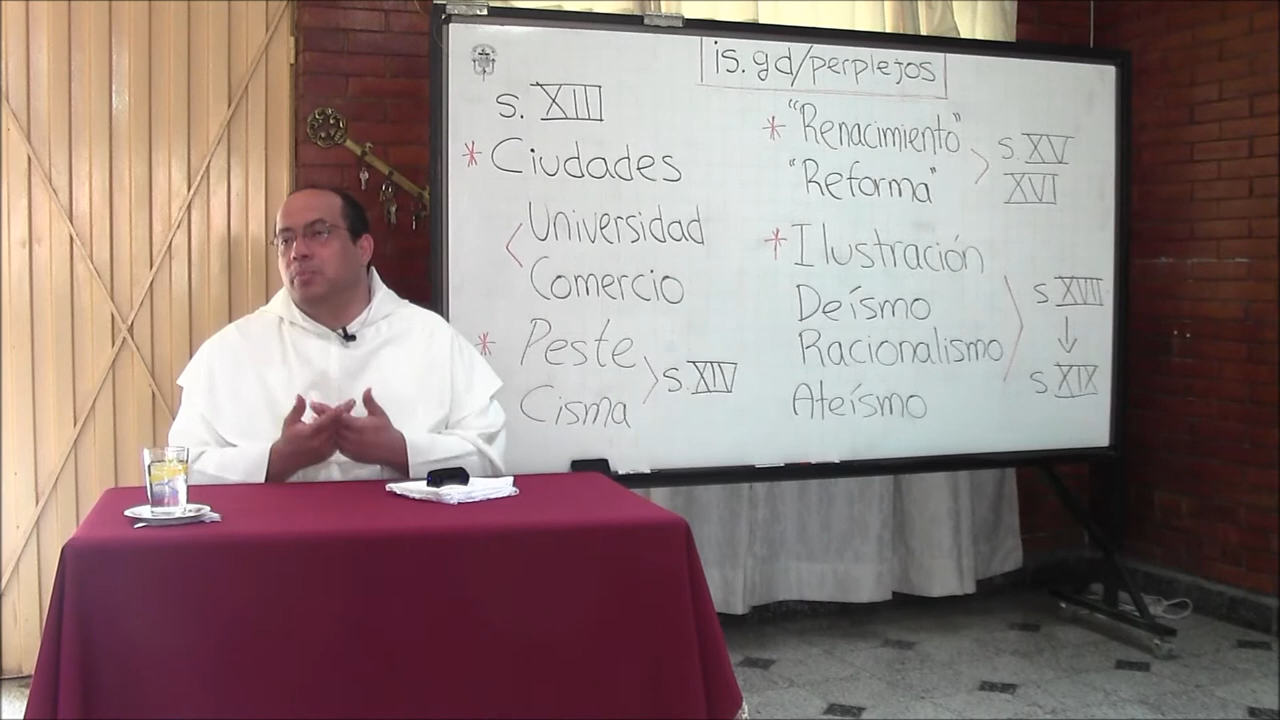 is.gd/perplejos
s. XIII
* Ciudades
Universidad
Comercio
* Peste
Cisma
s. XIV
* "Renacimiento"
"Reforma"
s. XV
XVI
* Ilustración
Deísmo
Racionalismo
Ateísmo
s. XVII
↓
s. XIX